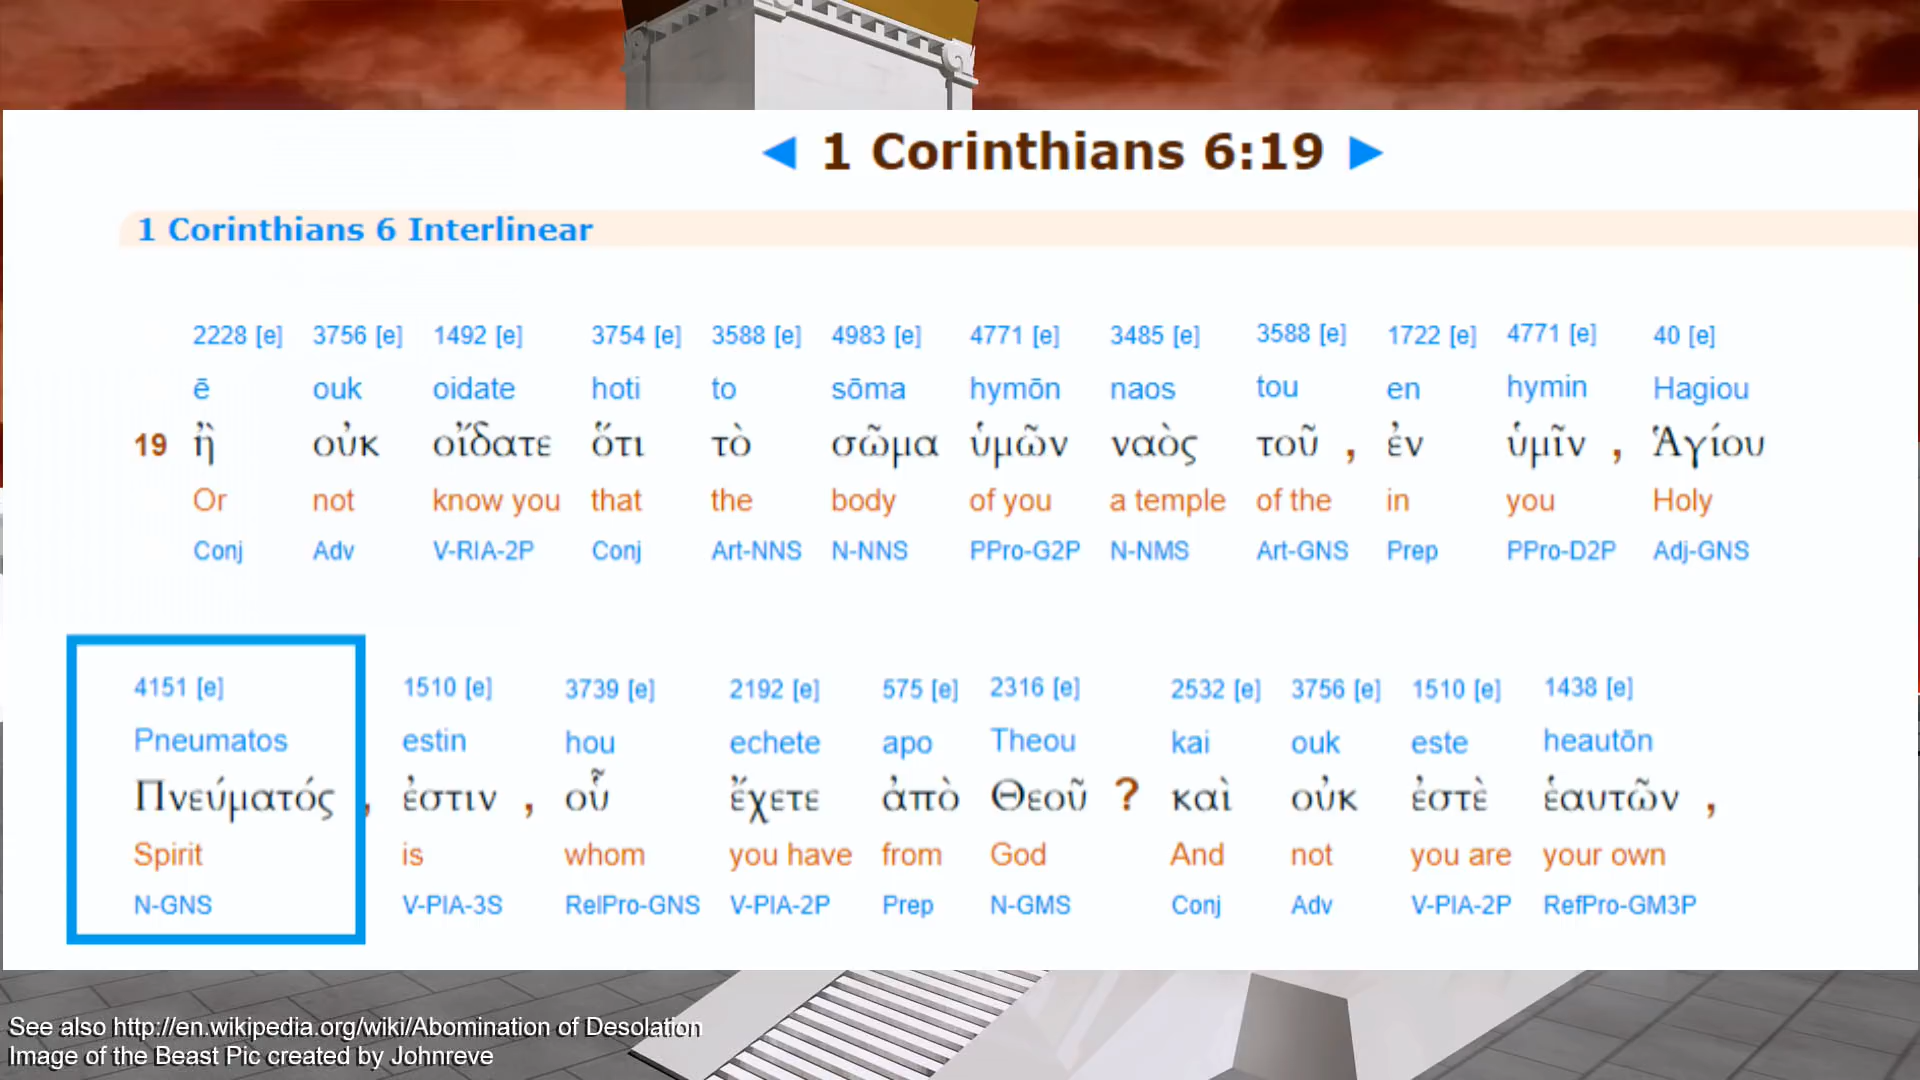 ◄ 1 Corinthians 6:19 ►
1 Corinthians 6 Interlinear
2228 [e] 3756 [e] 1492 [e] 3754 [e] 3588 [e] 4983 [e] 4771 [e] 3485 [e] 3588 [e] 1722 [e] 4771 [e] 40 [e]
ē ouk oidate hoti to sōma hymōn naos tou en hymin Hagiou
19 ἢ οὐκ οἴδατε ὅτι τὸ σῶμα ὑμῶν ναὸς τοῦ , ἐν ὑμῖν , Ἁγίου
Or not know you that the body of you a temple of the in you Holy
Conj Adv V-RIA-2P Conj Art-NNS N-NNS PPro-G2P N-NMS Art-GNS Prep PPro-D2P Adj-GNS
4151 [e] 1510 [e] 3739 [e] 2192 [e] 575 [e] 2316 [e] 2532 [e] 3756 [e] 1510 [e] 1438 [e]
Pneumatos estin hou echete apo Theou kai ouk este heautōn
Πνεύματός , ἐστιν , οὗ ἔχετε ἀπὸ Θεοῦ ? καὶ οὐκ ἐστὲ ἑαυτῶν ,
Spirit is whom you have from God And not you are your own
N-GNS V-PIA-3S RelPro-GNS V-PIA-2P Prep N-GMS Conj Adv V-PIA-2P RefPro-GM3P
See also http://en.wikipedia.org/wiki/Abomination of Desolation
Image of the Beast Pic created by Johnreve